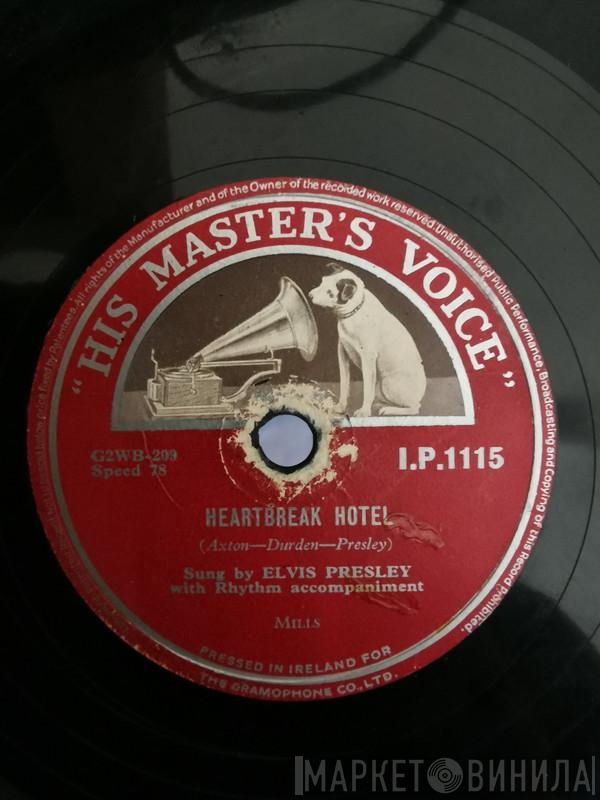 All rights of the Manufacturer and of the Owner of the recorded work reserved. Unauthorised Public Performance, Broadcasting and Copying of this Record prohibited.
"HIS MASTER'S VOICE"
G2WB-209
Speed 78
I.P.1115
HEARTBREAK HOTEL
(Axton—Durden—Presley)
Sung by ELVIS PRESLEY
with Rhythm accompaniment
MILLS
PRESSED IN IRELAND FOR
THE GRAMOPHONE CO., LTD.
МАРКЕТ ВИНИЛА